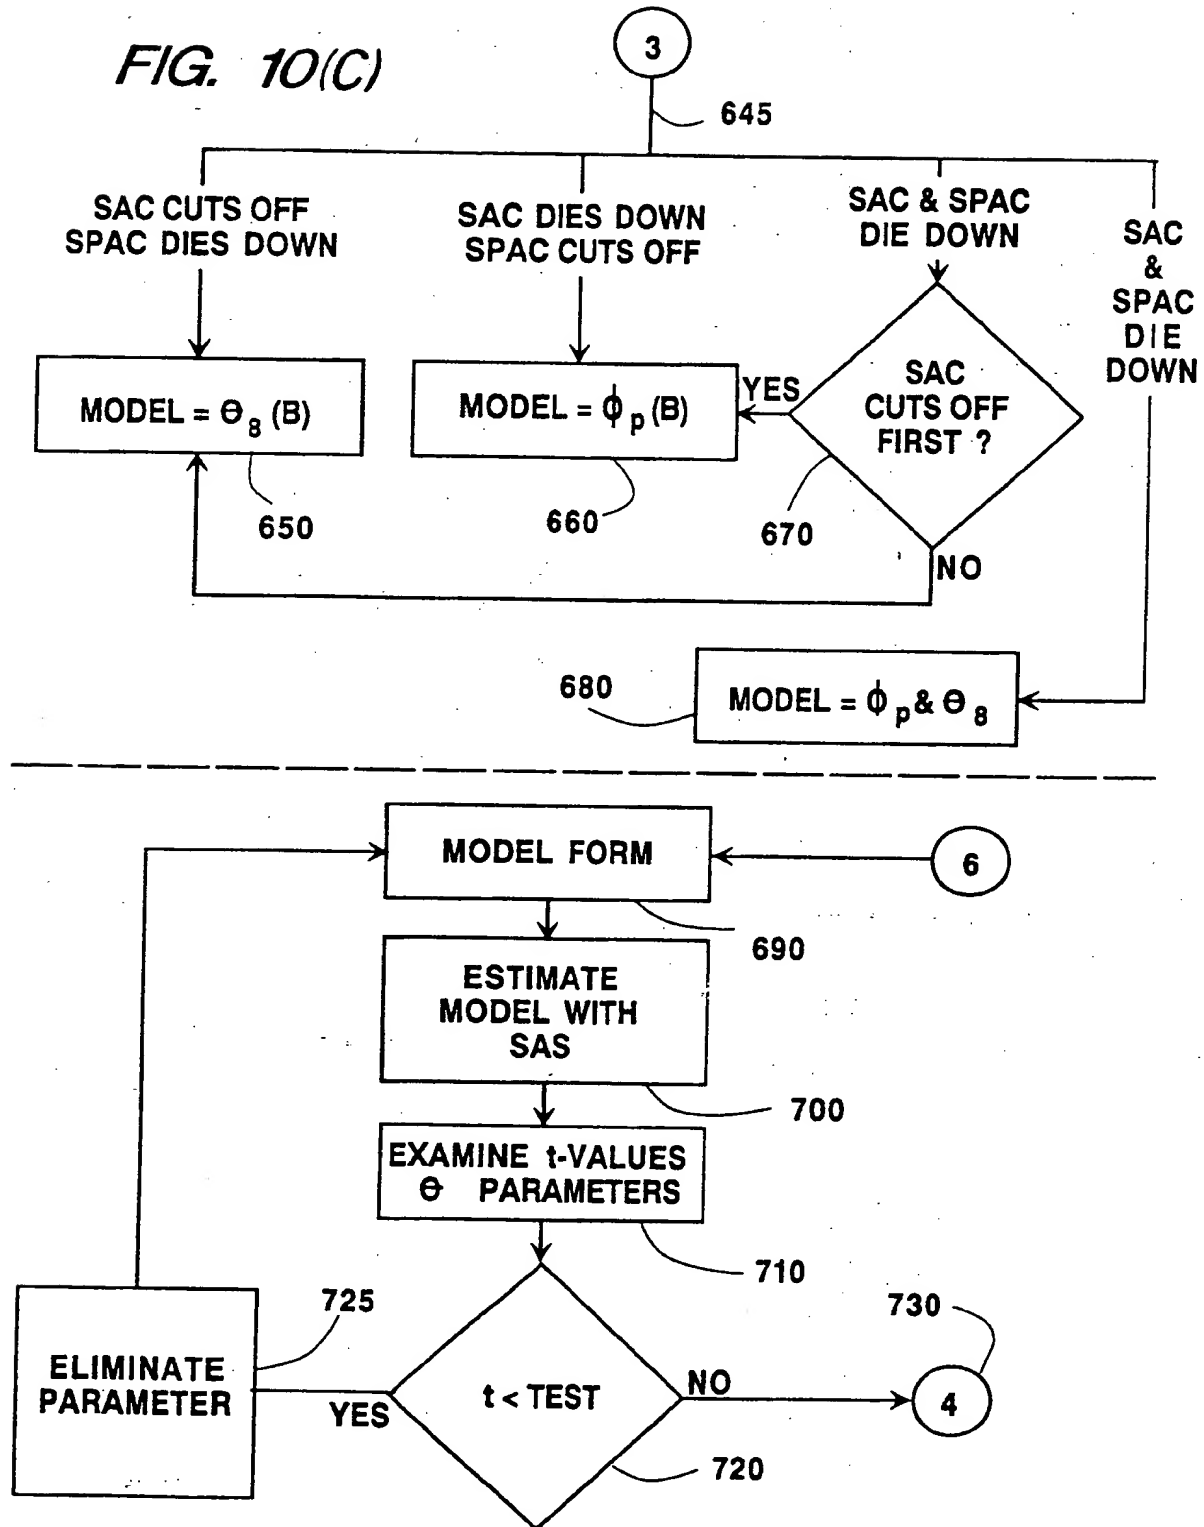 FIG. 10(C)
3
645
SAC CUTS OFF
SPAC DIES DOWN
SAC DIES DOWN
SPAC CUTS OFF
SAC & SPAC
DIE DOWN
SAC
&
SPAC
DIE
DOWN
MODEL = Θ8 (B)
650
MODEL = ϕp (B)
660
YES
SAC
CUTS OFF
FIRST ?
670
NO
680
MODEL = ϕp & Θ8
MODEL FORM
6
690
ESTIMATE
MODEL WITH
SAS
700
EXAMINE t-VALUES
Θ PARAMETERS
710
725
730
ELIMINATE
PARAMETER
YES
t < TEST
NO
4
720